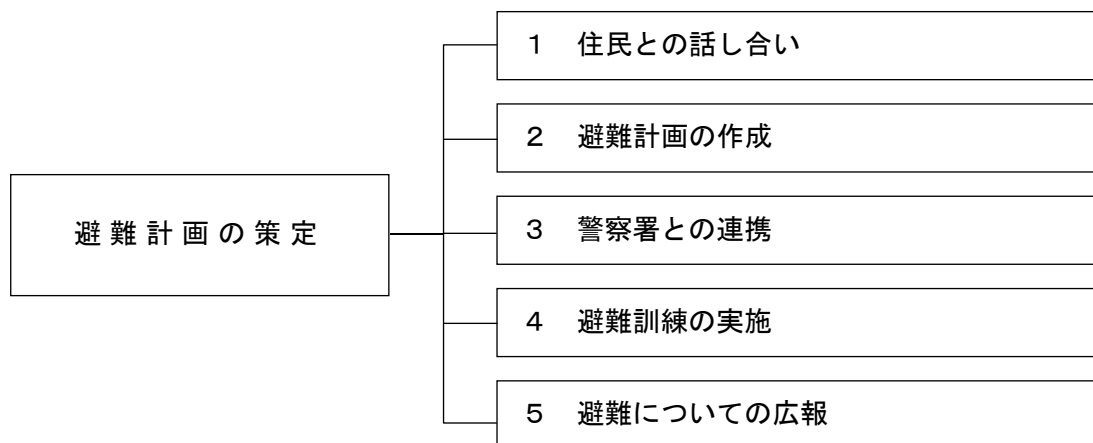 避難計画の策定
１　住民との話し合い
２　避難計画の作成
３　警察署との連携
４　避難訓練の実施
５　避難についての広報